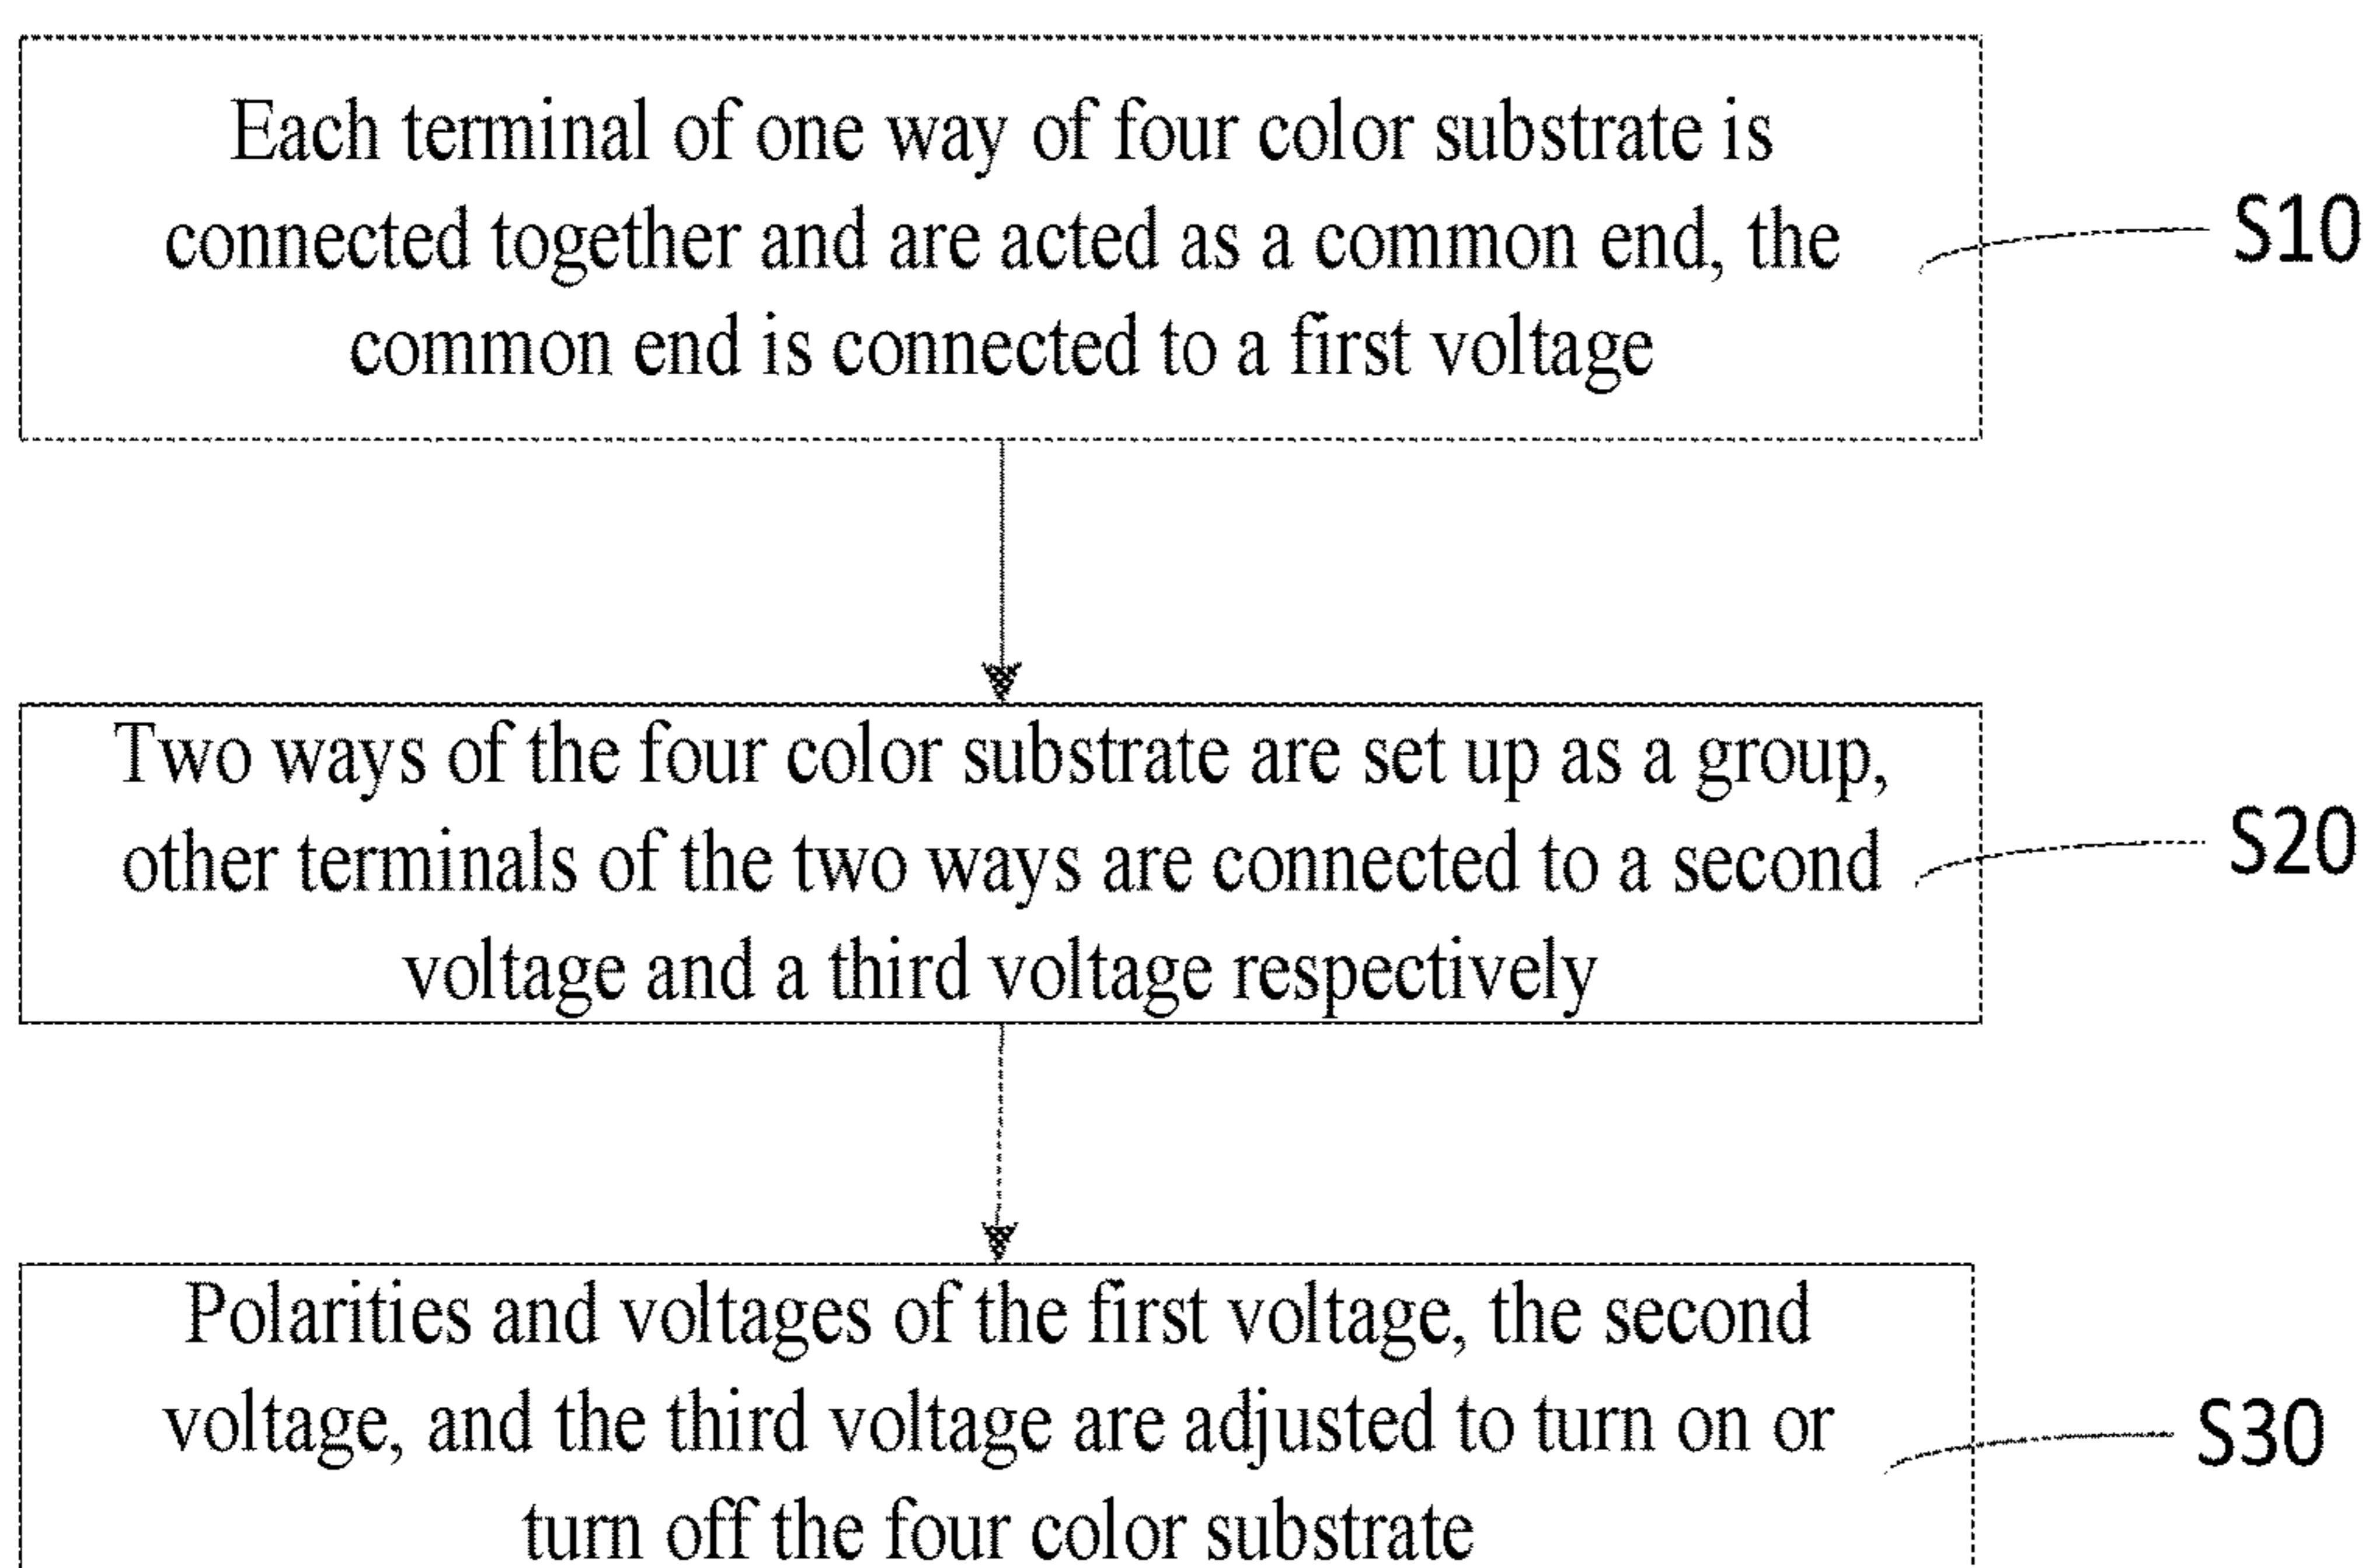 Each terminal of one way of four color substrate is
connected together and are acted as a common end, the
common end is connected to a first voltage
S10
Two ways of the four color substrate are set up as a group,
other terminals of the two ways are connected to a second
voltage and a third voltage respectively
S20
Polarities and voltages of the first voltage, the second
voltage, and the third voltage are adjusted to turn on or
turn off the four color substrate
S30